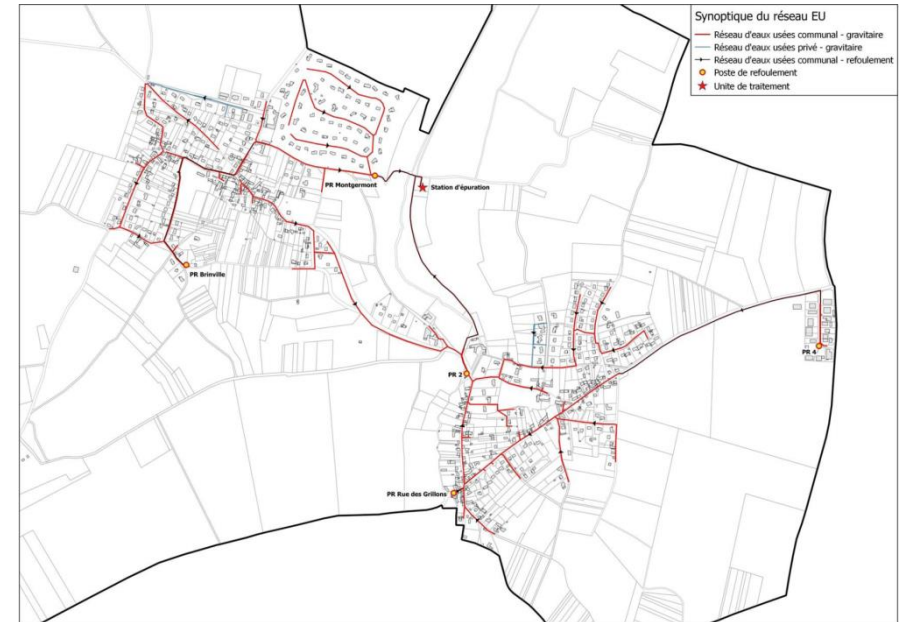 Synoptique du réseau EU
Réseau d'eaux usées communal - gravitaire
Réseau d'eaux usées privé - gravitaire
Réseau d'eaux usées communal - refoulement
Poste de refoulement
Unite de traitement
PR Montgermont
Station d'épuration
PR Brinville
PR 4
PR 2
PR Rue des Grillons